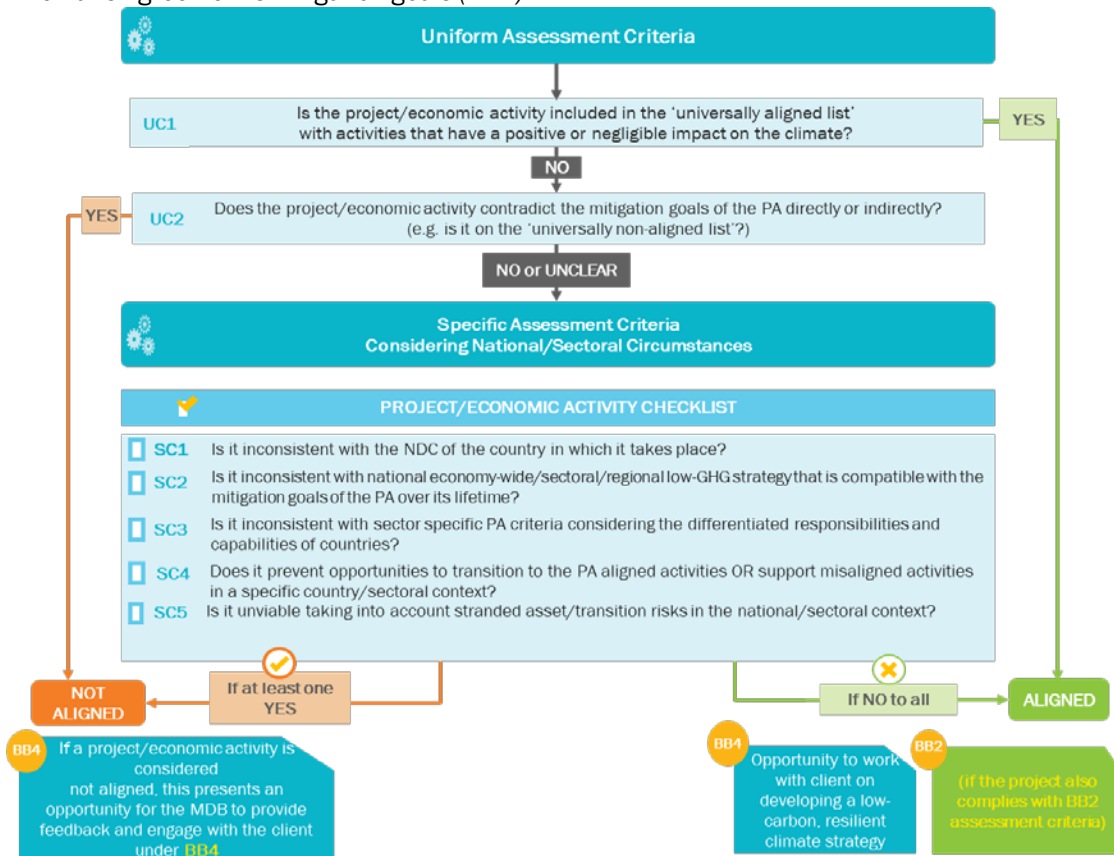 Uniform Assessment Criteria
UC1
Is the project/economic activity included in the ‘universally aligned list’
with activities that have a positive or negligible impact on the climate?
YES
NO
YES
UC2
Does the project/economic activity contradict the mitigation goals of the PA directly or indirectly?
(e.g. is it on the ‘universally non-aligned list’?)
NO or UNCLEAR
Specific Assessment Criteria
Considering National/Sectoral Circumstances
PROJECT/ECONOMIC ACTIVITY CHECKLIST
SC1 Is it inconsistent with the NDC of the country in which it takes place?
SC2 Is it inconsistent with national economy-wide/sectoral/regional low-GHG strategy that is compatible with the
mitigation goals of the PA over its lifetime?
SC3 Is it inconsistent with sector specific PA criteria considering the differentiated responsibilities and
capabilities of countries?
SC4 Does it prevent opportunities to transition to the PA aligned activities OR support misaligned activities
in a specific country/sectoral context?
SC5 Is it unviable taking into account stranded asset/transition risks in the national/sectoral context?
NOT
ALIGNED
If at least one
YES
If NO to all
ALIGNED
BB4
If a project/economic activity is
considered
not aligned, this presents an
opportunity for the MDB to provide
feedback and engage with the client
under BB4
BB4
Opportunity to work
with client on
developing a low-
carbon, resilient
climate strategy
BB2
(if the project also
complies with BB2
assessment criteria)